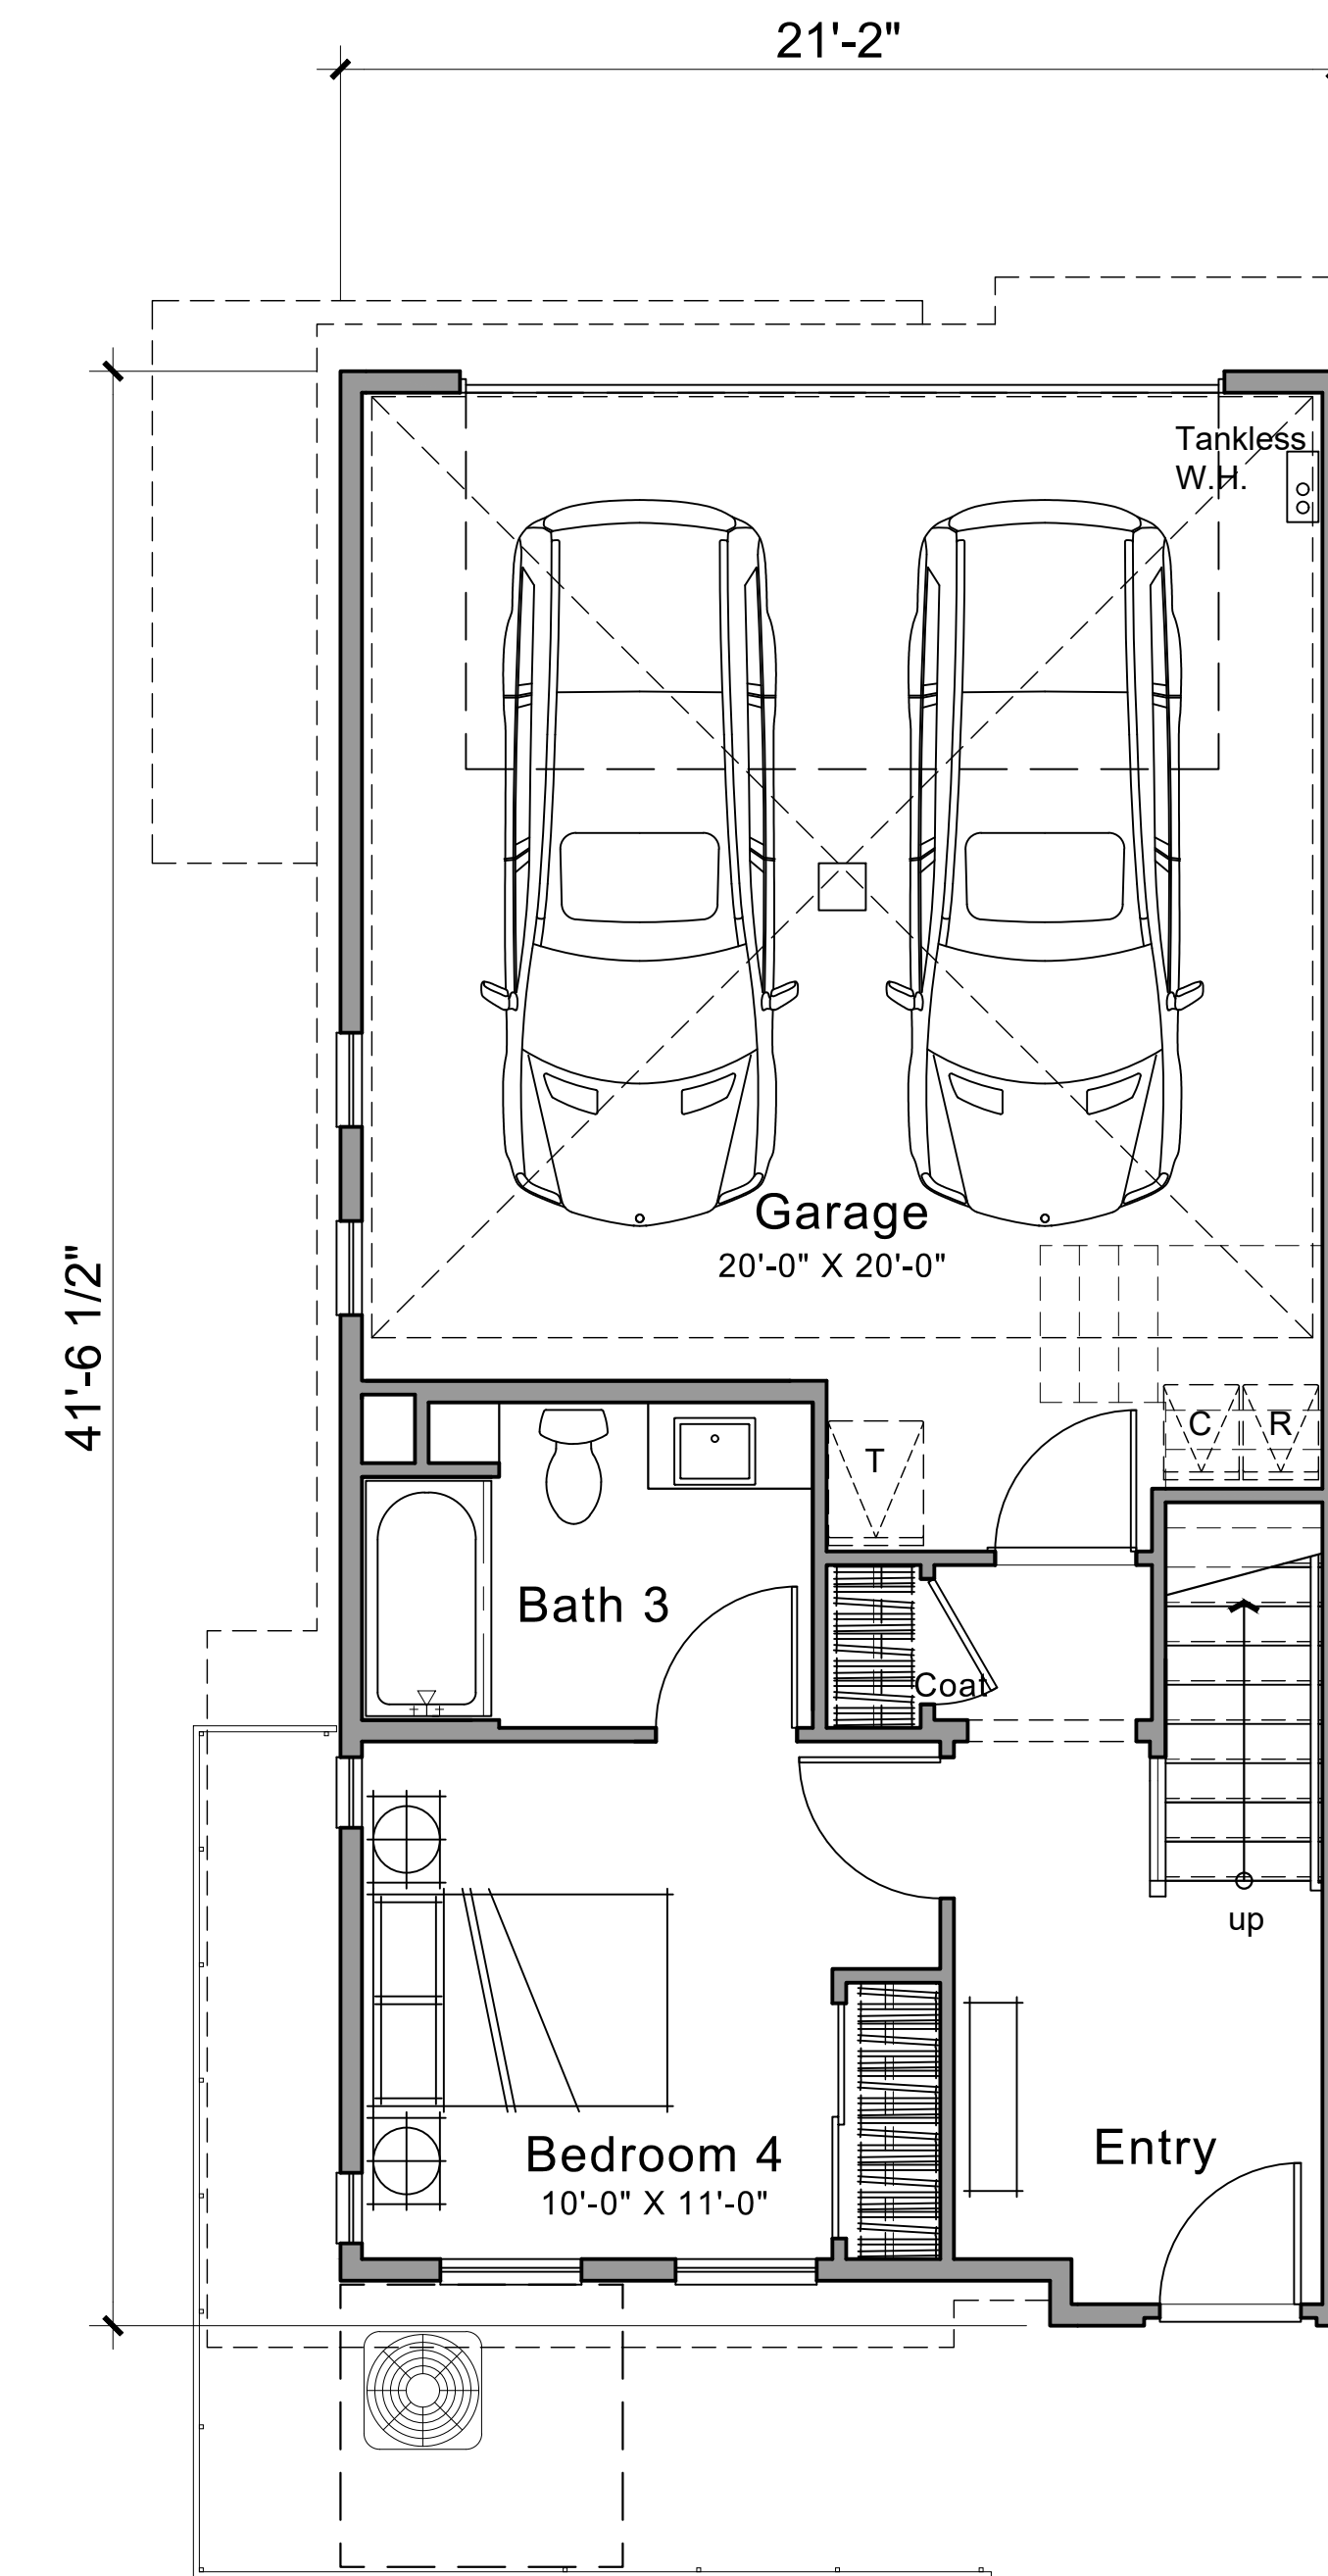 21'-2"
Tankless
W.H.
Garage
20'-0" X 20'-0"
41'-6 1/2"
C
R
T
Bath 3
Coat
up
Entry
Bedroom 4
10'-0" X 11'-0"